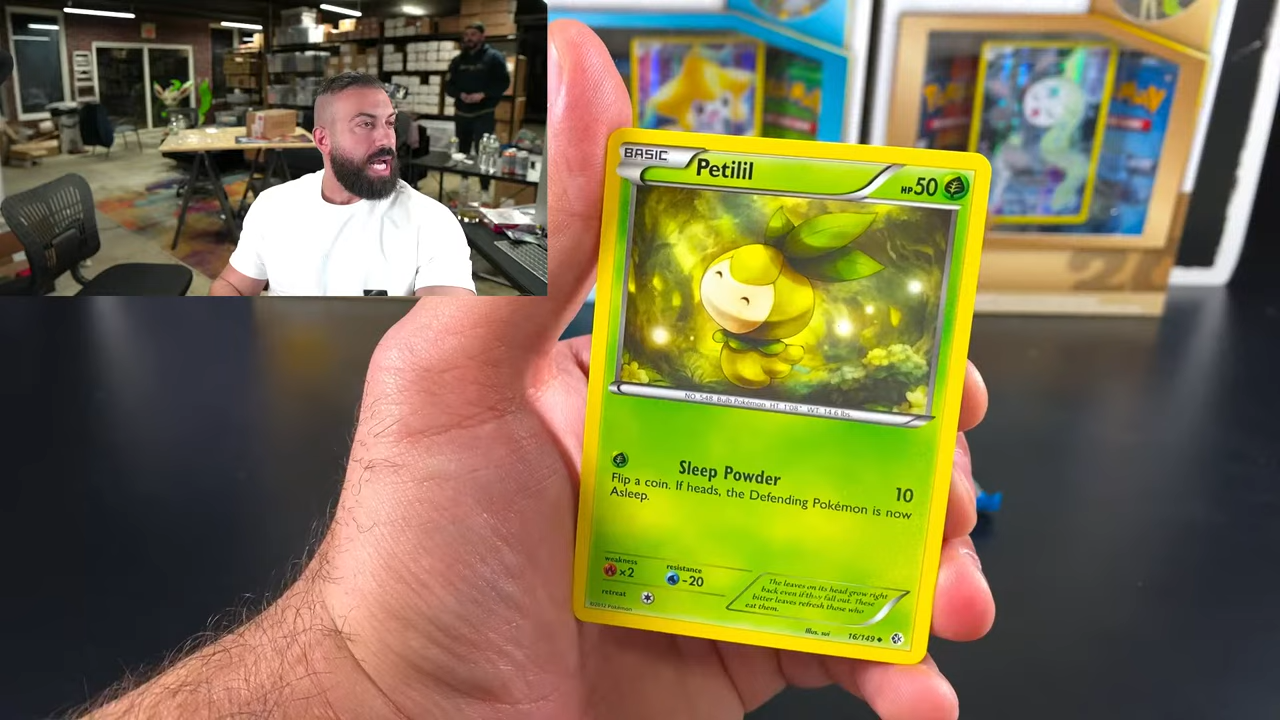 BASIC
Petilil
HP 50
NO. 548 Bulb Pokémon HT 1'08" WT. 14.6 lbs.
Sleep Powder
10
Flip a coin. If heads, the Defending Pokémon is now
Asleep.
weakness
×2
resistance
-20
retreat
The leaves on its head grow right
back even if they fall out. These
bitter leaves refresh those who
eat them.
©2012 Pokémon
Illus. sui
16/149